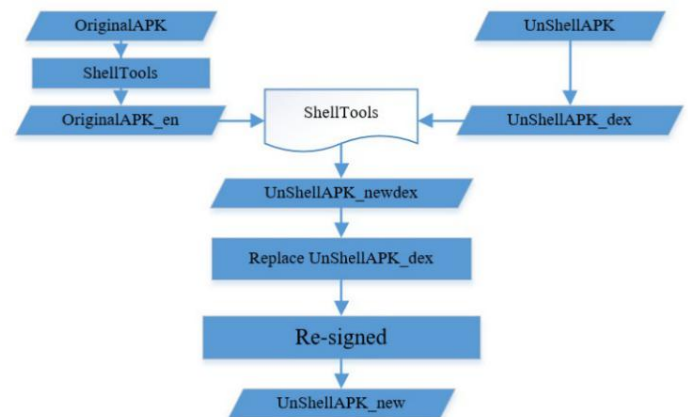 OriginalAPK
UnShellAPK
ShellTools
OriginalAPK_en
ShellTools
UnShellAPK_dex
UnShellAPK_newdex
Replace UnShellAPK_dex
Re-signed
UnShellAPK_new